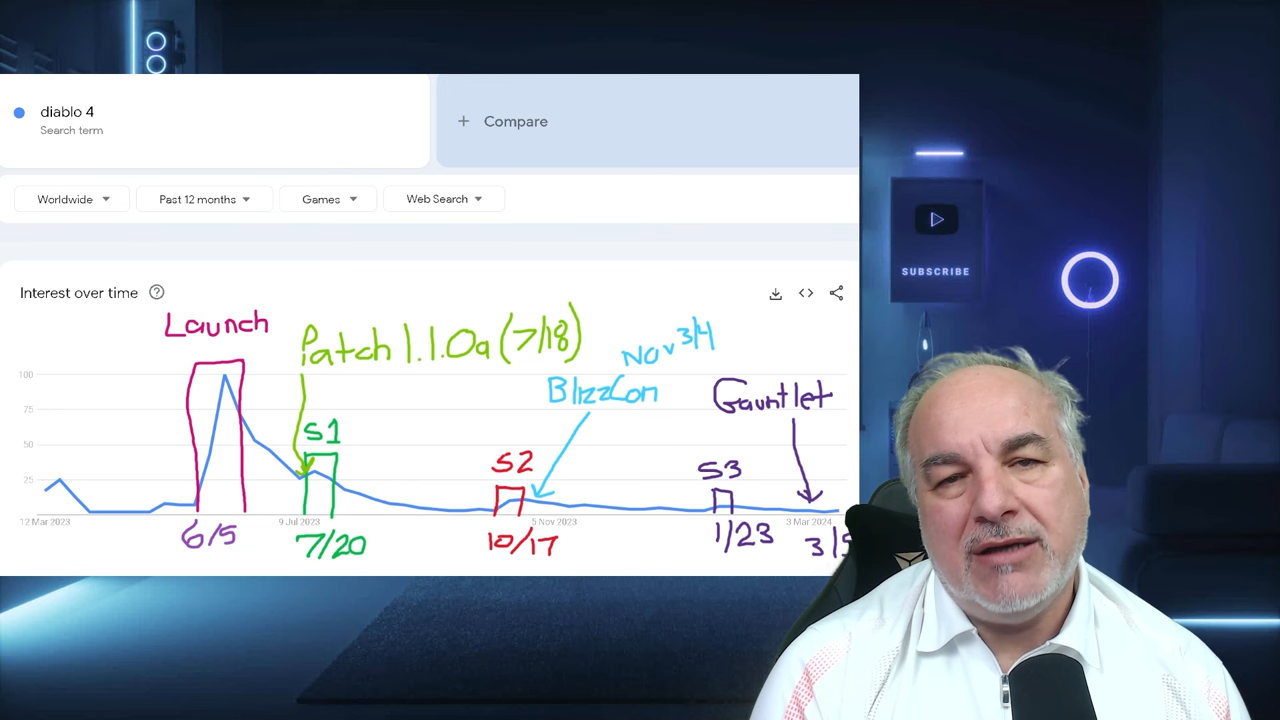 diablo 4
Search term
+ Compare
Worldwide
Past 12 months
Games
Web Search
SUBSCRIBE
Interest over time
Launch
Patch 1.1.0a (7/18)
Nov 3/4
BlizzCon
Gauntlet
100
75
50
25
S1
S2
S3
12 Mar 2023
9 Jul 2023
5 Nov 2023
3 Mar 2024
6/5
7/20
10/17
1/23